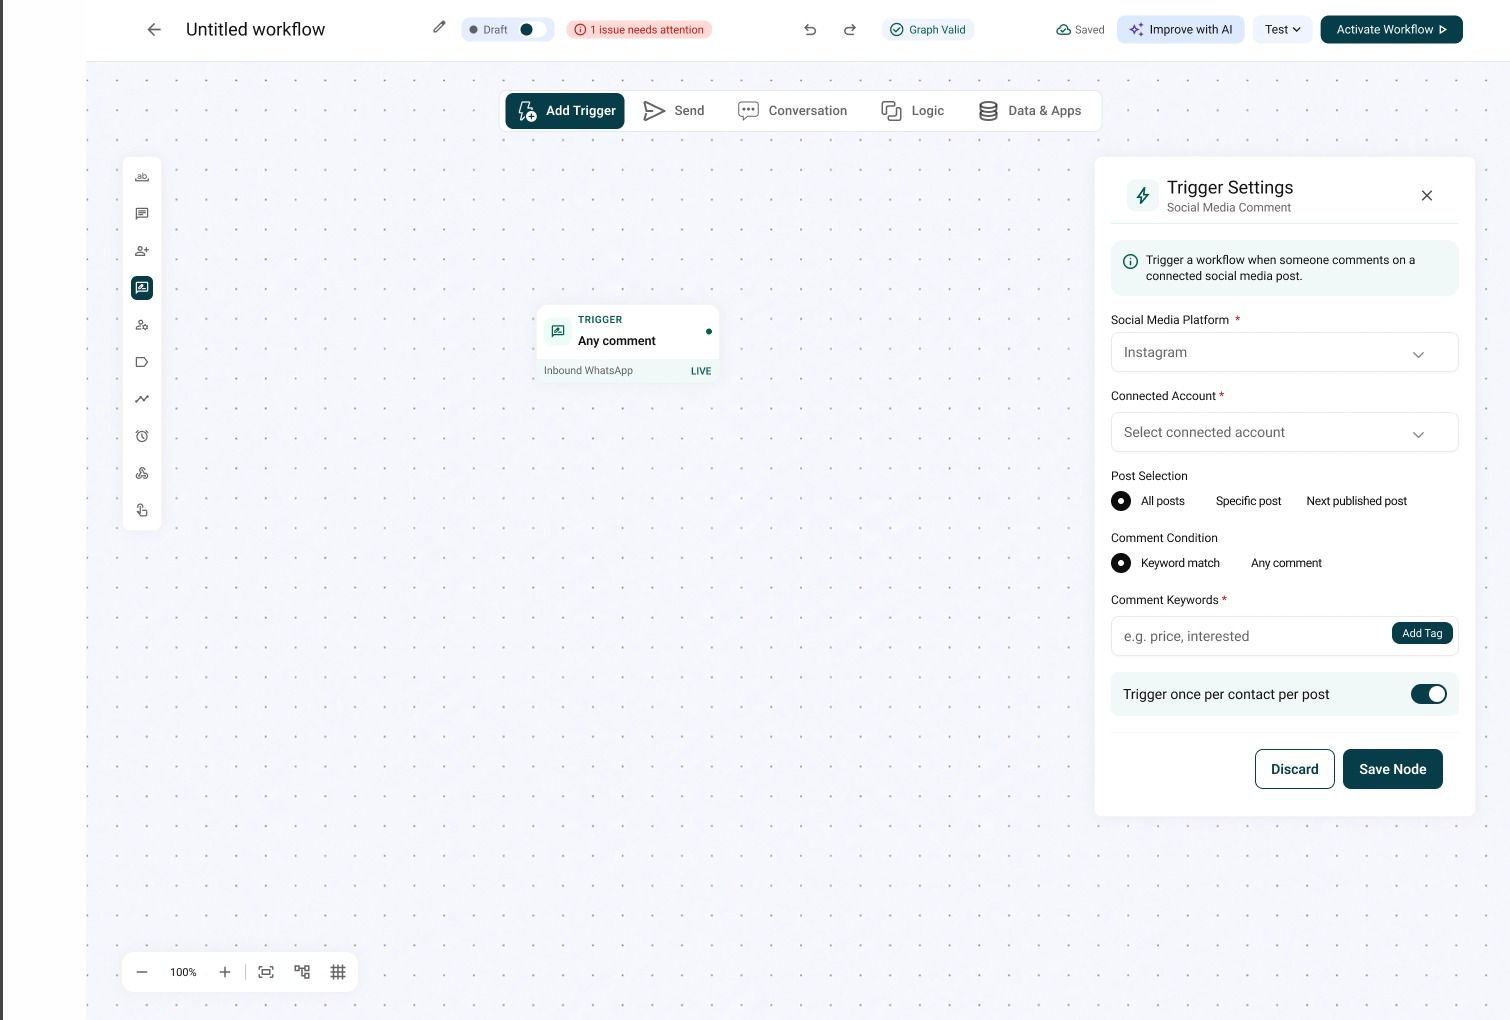 Untitled workflow
Draft
1 issue needs attention
Graph Valid
Saved
Improve with AI
Test
Activate Workflow
Add Trigger
Send
Conversation
Logic
Data & Apps
ab
Trigger Settings
Social Media Comment
Trigger a workflow when someone comments on a
connected social media post.
Social Media Platform *
Instagram
Connected Account *
Select connected account
Post Selection
All posts
Specific post
Next published post
Comment Condition
Keyword match
Any comment
Comment Keywords *
e.g. price, interested
Add Tag
Trigger once per contact per post
Discard
Save Node
TRIGGER
Any comment
Inbound WhatsApp
LIVE
100%